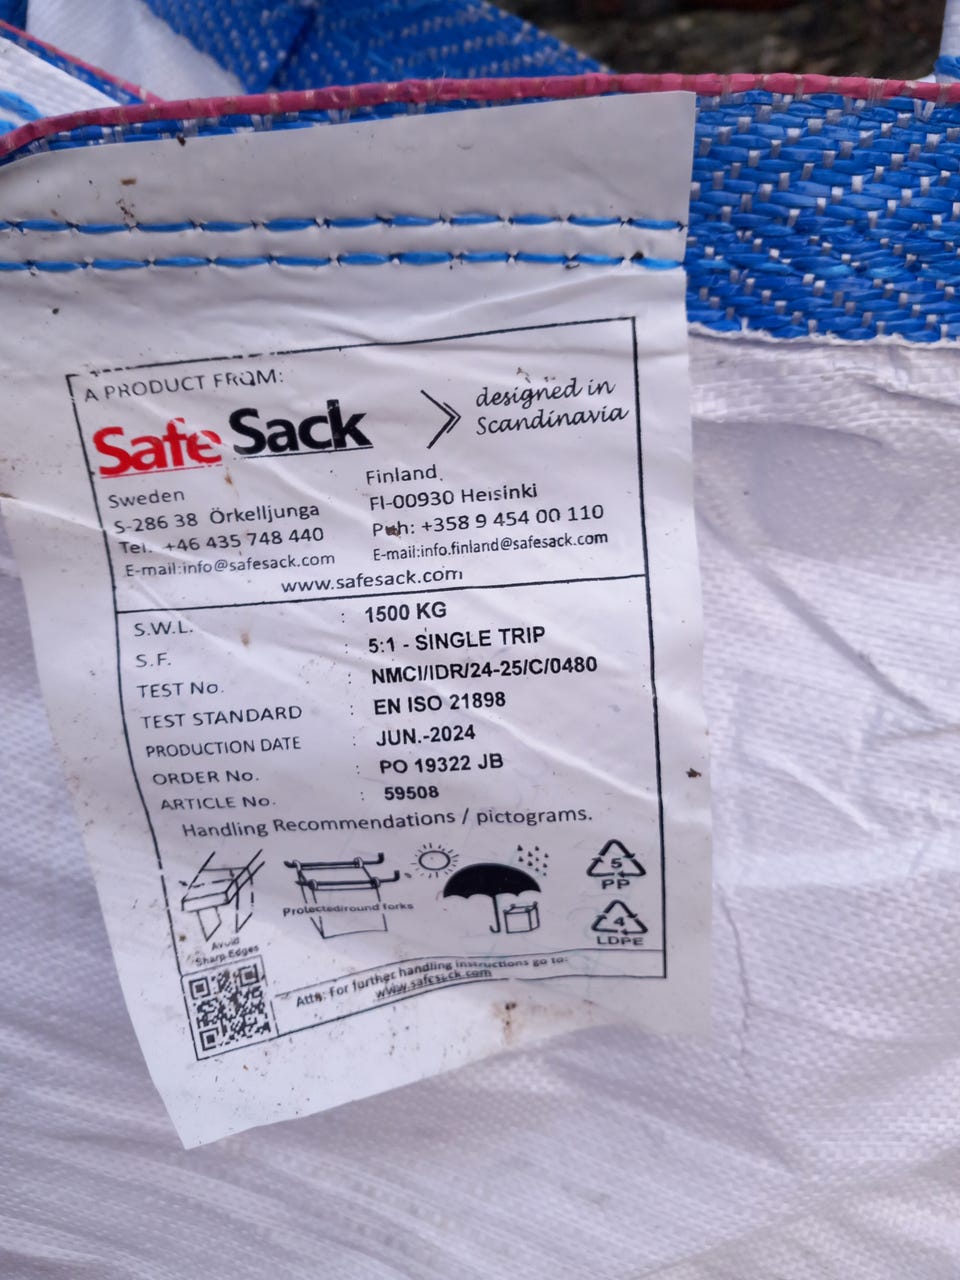 A PRODUCT FROM:
Safe Sack
designed in
Scandinavia
Sweden
S-286 38 Örkelljunga
Tel: +46 435 748 440
E-mail:info@safesack.com
Finland
FI-00930 Helsinki
Puh: +358 9 454 00 110
E-mail:info.finland@safesack.com
www.safesack.com
S.W.L. : 1500 KG
S.F. : 5:1 - SINGLE TRIP
TEST No. : NMCI/IDR/24-25/C/0480
TEST STANDARD : EN ISO 21898
PRODUCTION DATE : JUN.-2024
ORDER No. : PO 19322 JB
ARTICLE No. : 59508
Handling Recommendations / pictograms.
Avoid
Sharp Edges
Protected/round forks
5
PP
4
LDPE
Attn: For further handling instructions go to:
www.safesack.com